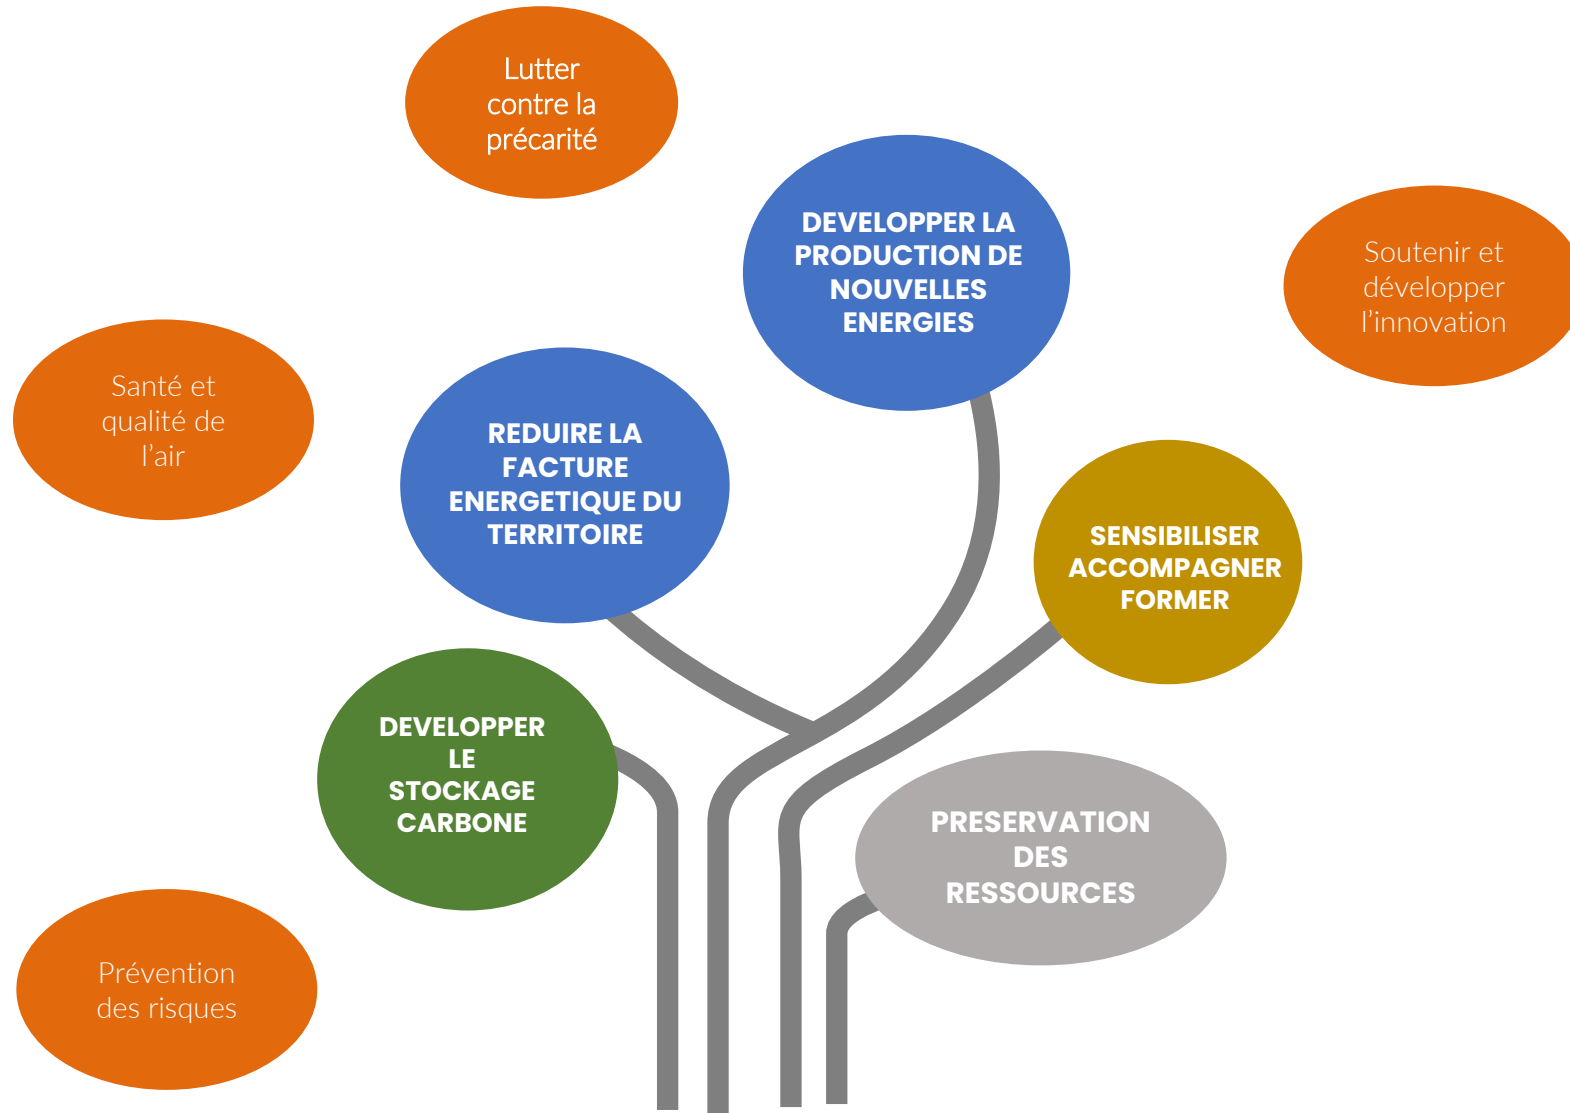 Lutter
contre la
précarité
DEVELOPPER LA
PRODUCTION DE
NOUVELLES
ENERGIES
Soutenir et
développer
l’innovation
Santé et
qualité de
l’air
REDUIRE LA
FACTURE
ENERGETIQUE DU
TERRITOIRE
SENSIBILISER
ACCOMPAGNER
FORMER
DEVELOPPER
LE
STOCKAGE
CARBONE
PRESERVATION
DES
RESSOURCES
Prévention
des risques